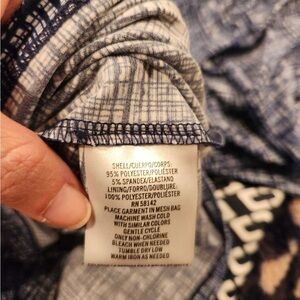 SHELL/CUERPO/CORPS:
95% POLYESTER/POLIÉSTER
5% SPANDEX/ELASTANO
LINING/FORRO/DOUBLURE:
100% POLYESTER/POLIÉSTER
RN 58142
PLACE GARMENT IN MESH BAG
MACHINE WASH COLD
WITH SIMILAR COLORS
GENTLE CYCLE
ONLY NON-CHLORINE
BLEACH WHEN NEEDED
TUMBLE DRY LOW
WARM IRON AS NEEDED